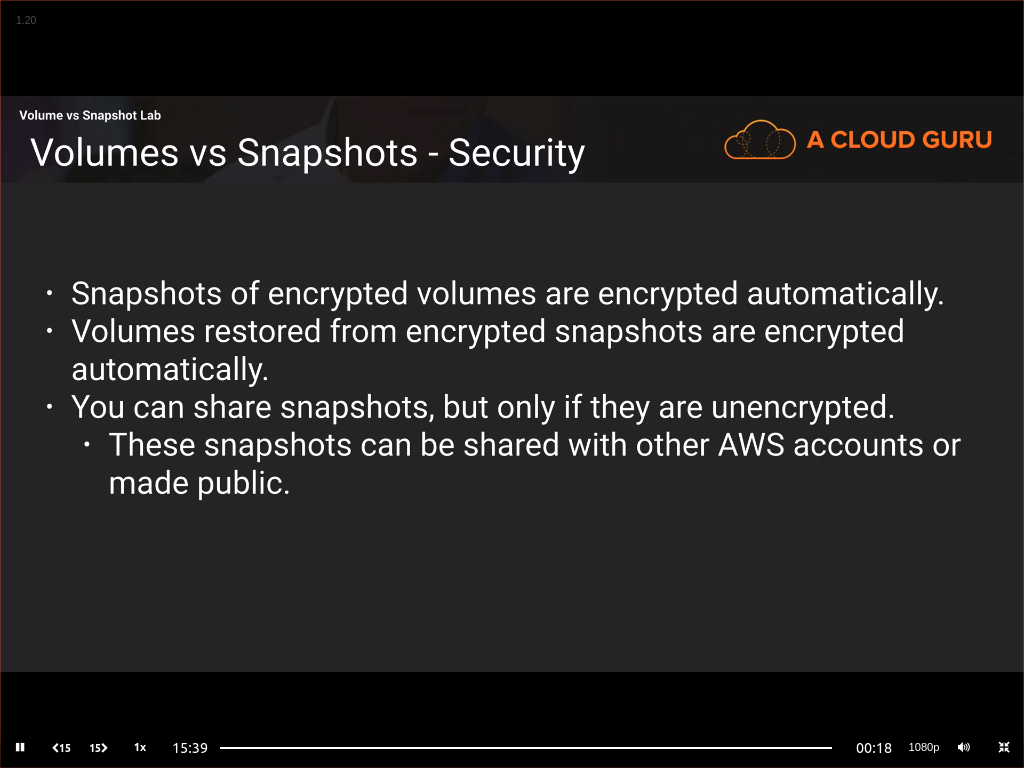 1.20
Volume vs Snapshot Lab
Volumes vs Snapshots - Security
A CLOUD GURU
• Snapshots of encrypted volumes are encrypted automatically.
• Volumes restored from encrypted snapshots are encrypted
automatically.
• You can share snapshots, but only if they are unencrypted.
• These snapshots can be shared with other AWS accounts or
made public.
15 15 1x 15:39 00:18 1080p